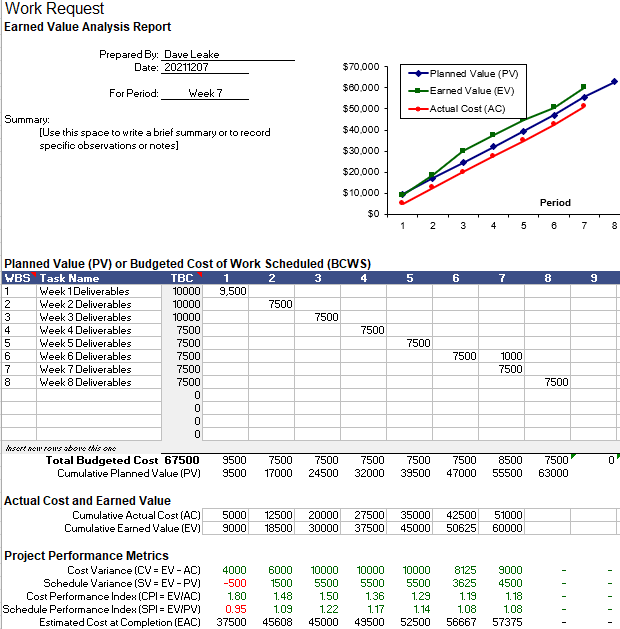 Work Request
Earned Value Analysis Report
Prepared By: Dave Leake
Date: 20211207
For Period: Week 7
Summary:
[Use this space to write a brief summary or to record
specific observations or notes]
$70,000
$60,000
$50,000
$40,000
$30,000
$20,000
$10,000
$0
Planned Value (PV)
Earned Value (EV)
Actual Cost (AC)
Period
1 2 3 4 5 6 7 8
Planned Value (PV) or Budgeted Cost of Work Scheduled (BCWS)
WBS Task Name TBC 1 2 3 4 5 6 7 8 9
1 Week 1 Deliverables 10000 9,500
2 Week 2 Deliverables 10000 7500
3 Week 3 Deliverables 10000 7500
4 Week 4 Deliverables 7500 7500
5 Week 5 Deliverables 7500 7500
6 Week 6 Deliverables 7500 7500 1000
7 Week 7 Deliverables 7500 7500
8 Week 8 Deliverables 7500 7500
0
0
0
0
Insert new rows above this one
Total Budgeted Cost 67500 9500 7500 7500 7500 7500 7500 8500 7500 0
Cumulative Planned Value (PV) 9500 17000 24500 32000 39500 47000 55500 63000
Actual Cost and Earned Value
Cumulative Actual Cost (AC) 5000 12500 20000 27500 35000 42500 51000
Cumulative Earned Value (EV) 9000 18500 30000 37500 45000 50625 60000
Project Performance Metrics
Cost Variance (CV = EV - AC) 4000 6000 10000 10000 10000 8125 9000 - -
Schedule Variance (SV = EV - PV) -500 1500 5500 5500 5500 3625 4500 - -
Cost Performance Index (CPI = EV/AC) 1.80 1.48 1.50 1.36 1.29 1.19 1.18 - -
Schedule Performance Index (SPI = EV/PV) 0.95 1.09 1.22 1.17 1.14 1.08 1.08 - -
Estimated Cost at Completion (EAC) 37500 45608 45000 49500 52500 56667 57375 - -